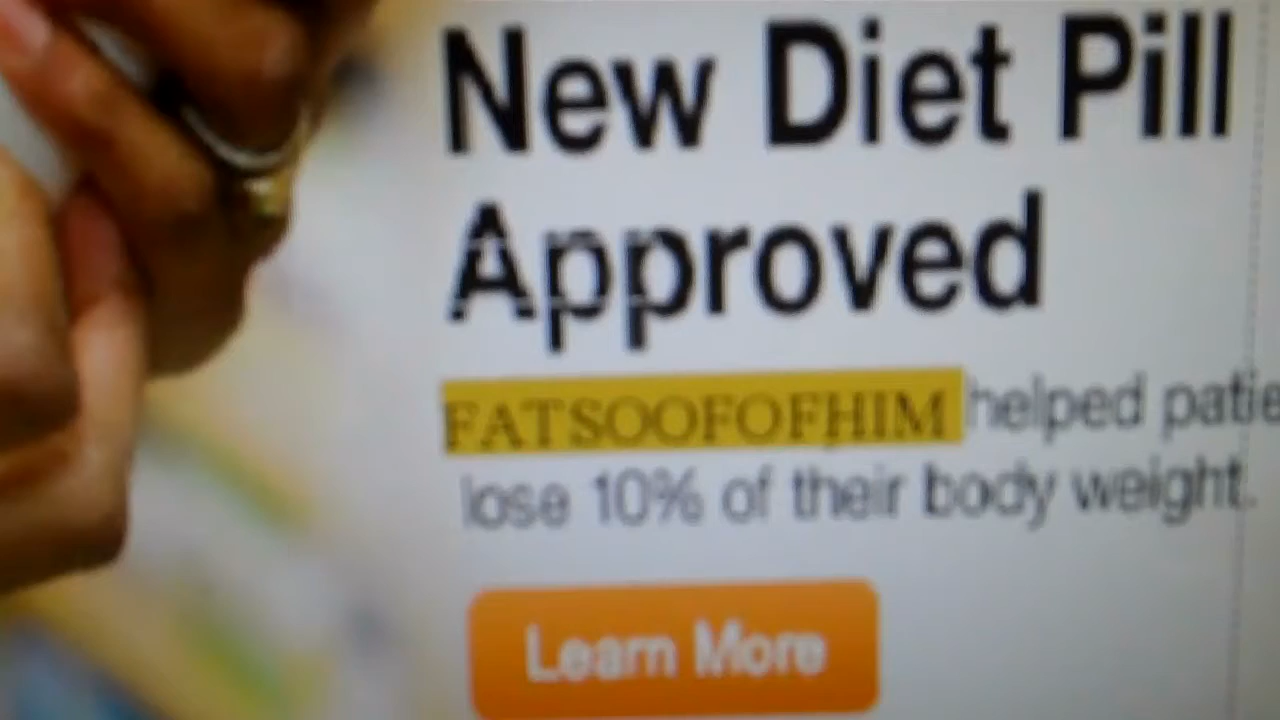 New Diet Pill
Approved
FATSOOFOFHIM helped patie
lose 10% of their body weight.
Learn More